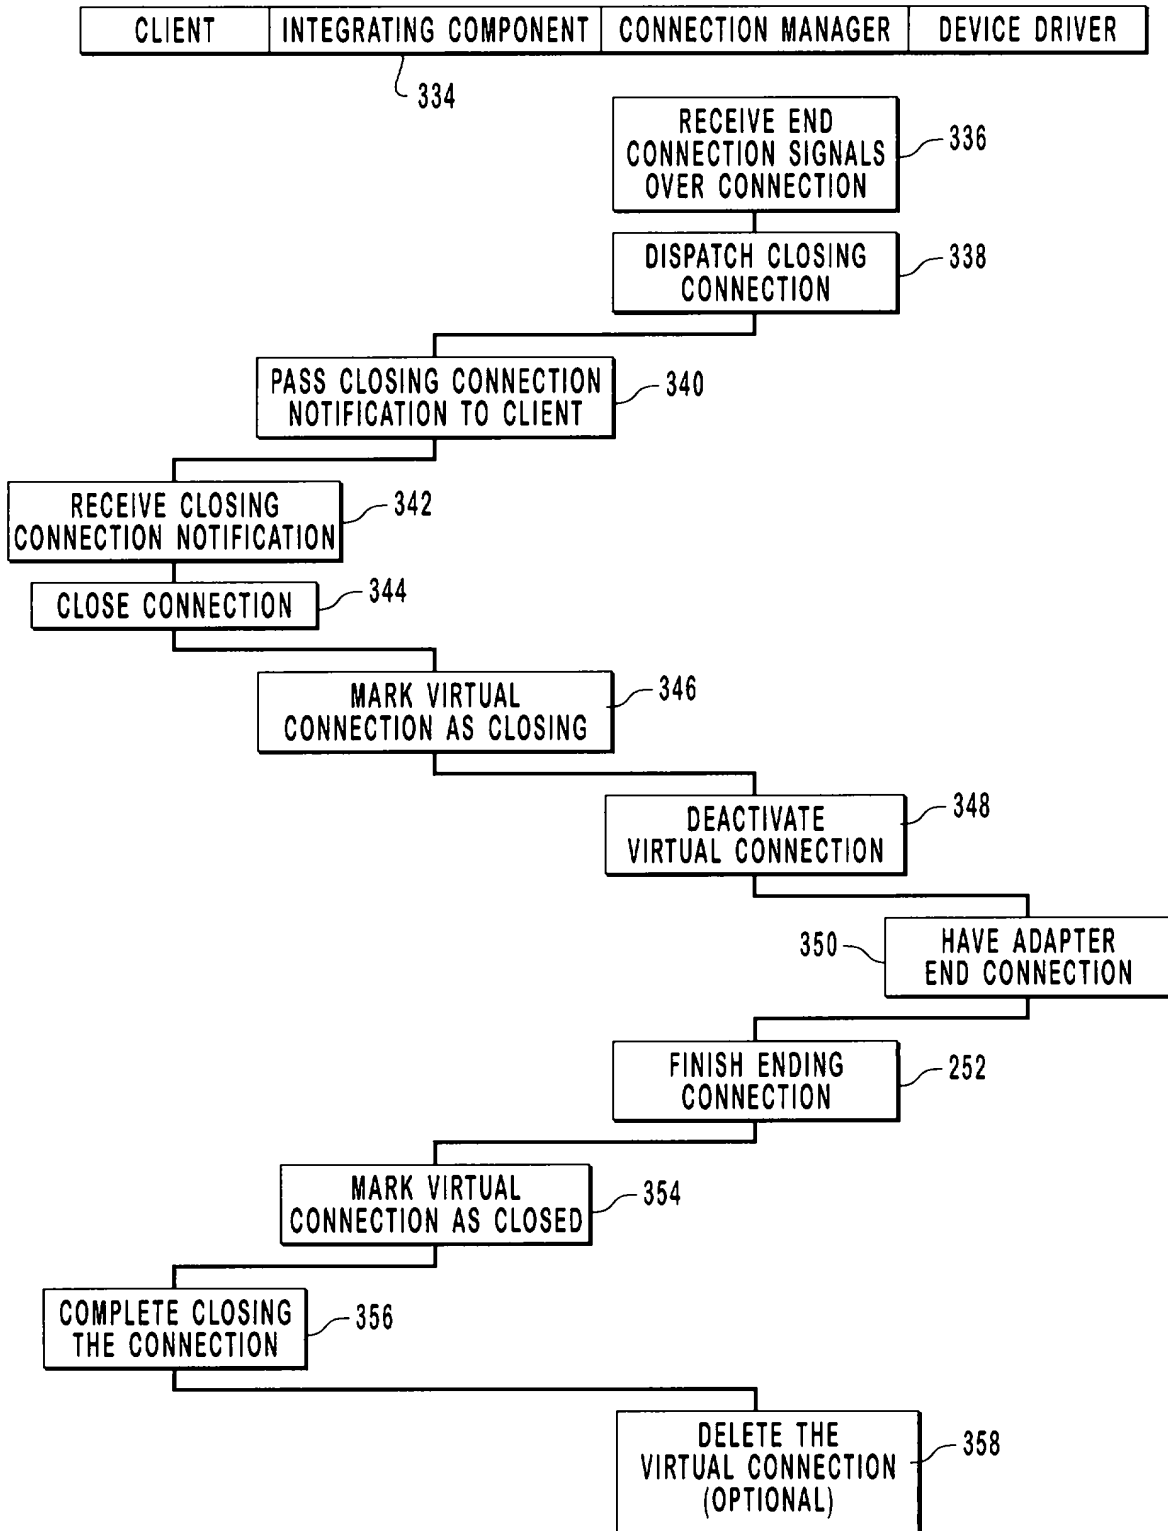 CLIENT INTEGRATING COMPONENT CONNECTION MANAGER DEVICE DRIVER
334
RECEIVE END
CONNECTION SIGNALS
OVER CONNECTION
336
DISPATCH CLOSING
CONNECTION
338
PASS CLOSING CONNECTION
NOTIFICATION TO CLIENT
340
RECEIVE CLOSING
CONNECTION NOTIFICATION
342
CLOSE CONNECTION
344
MARK VIRTUAL
CONNECTION AS CLOSING
346
DEACTIVATE
VIRTUAL CONNECTION
348
350
HAVE ADAPTER
END CONNECTION
FINISH ENDING
CONNECTION
252
MARK VIRTUAL
CONNECTION AS CLOSED
354
COMPLETE CLOSING
THE CONNECTION
356
DELETE THE
VIRTUAL CONNECTION
(OPTIONAL)
358